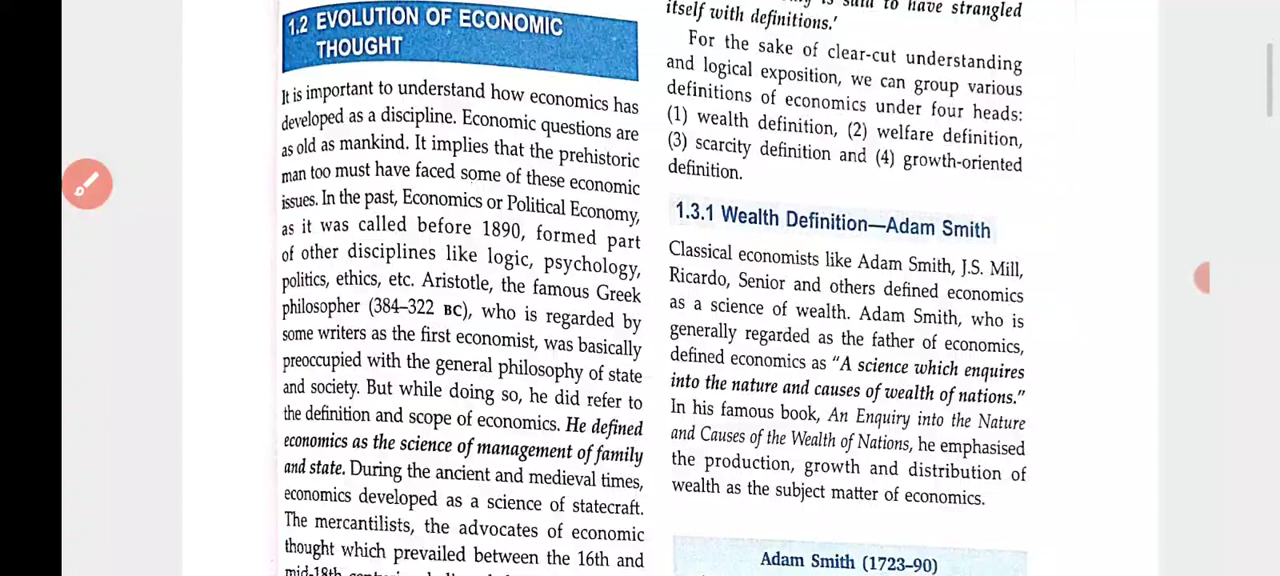 1.2 EVOLUTION OF ECONOMIC
THOUGHT
It is important to understand how economics has
developed as a discipline. Economic questions are
as old as mankind. It implies that the prehistoric
man too must have faced some of these economic
issues. In the past, Economics or Political Economy,
as it was called before 1890, formed part
of other disciplines like logic, psychology,
politics, ethics, etc. Aristotle, the famous Greek
philosopher (384–322 BC), who is regarded by
some writers as the first economist, was basically
preoccupied with the general philosophy of state
and society. But while doing so, he did refer to
the definition and scope of economics. He defined
economics as the science of management of family
and state. During the ancient and medieval times,
economics developed as a science of statecraft.
The mercantilists, the advocates of economic
thought which prevailed between the 16th and
mid-18th
is said to have strangled
itself with definitions.'
For the sake of clear-cut understanding
and logical exposition, we can group various
definitions of economics under four heads:
(1) wealth definition, (2) welfare definition,
(3) scarcity definition and (4) growth-oriented
definition.
1.3.1 Wealth Definition—Adam Smith
Classical economists like Adam Smith, J.S. Mill,
Ricardo, Senior and others defined economics
as a science of wealth. Adam Smith, who is
generally regarded as the father of economics,
defined economics as "A science which enquires
into the nature and causes of wealth of nations."
In his famous book, An Enquiry into the Nature
and Causes of the Wealth of Nations, he emphasised
the production, growth and distribution of
wealth as the subject matter of economics.
Adam Smith (1723–90)